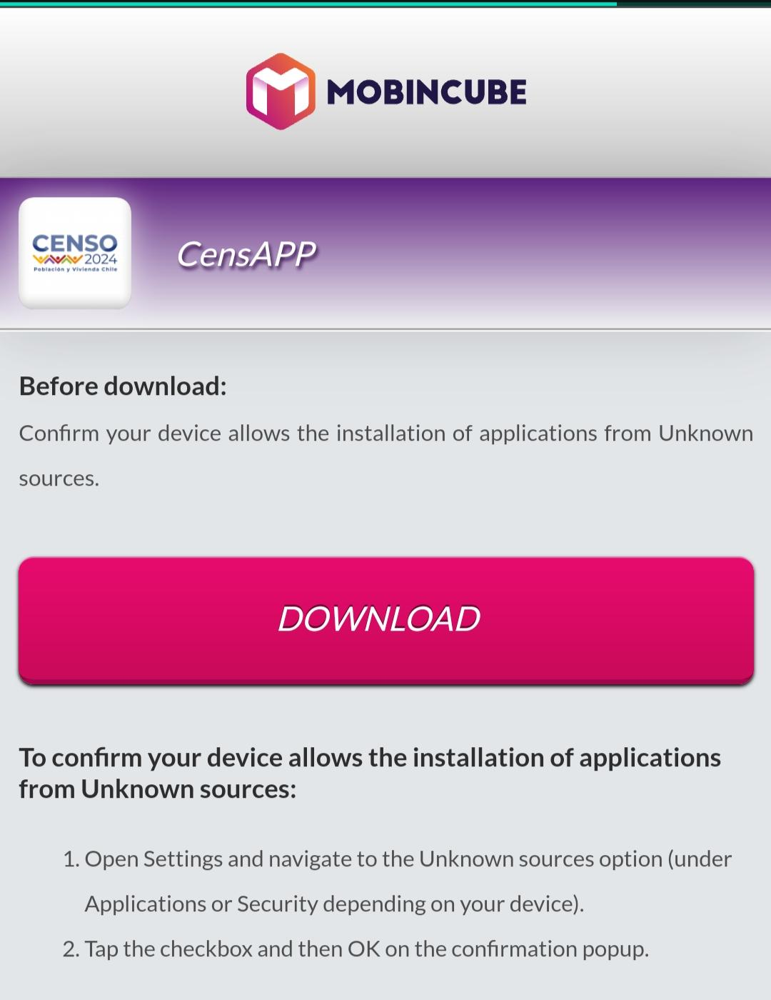 MOBINCUBE
CENSO
2024
Población y Vivienda Chile
CensAPP
Before download:
Confirm your device allows the installation of applications from Unknown
sources.
DOWNLOAD
To confirm your device allows the installation of applications
from Unknown sources:
1. Open Settings and navigate to the Unknown sources option (under
Applications or Security depending on your device).
2. Tap the checkbox and then OK on the confirmation popup.